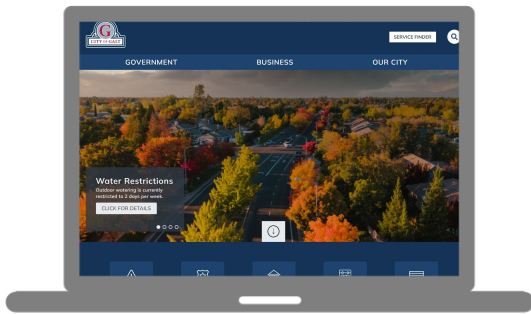 G
CITY OF GALT
SERVICE FINDER
GOVERNMENT
BUSINESS
OUR CITY
Water Restrictions
Outdoor watering is currently
restricted to 2 days per week.
CLICK FOR DETAILS